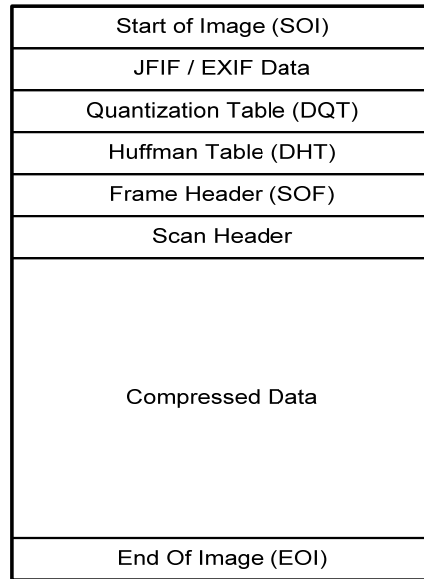 Start of Image (SOI)
JFIF / EXIF Data
Quantization Table (DQT)
Huffman Table (DHT)
Frame Header (SOF)
Scan Header
Compressed Data
End Of Image (EOI)